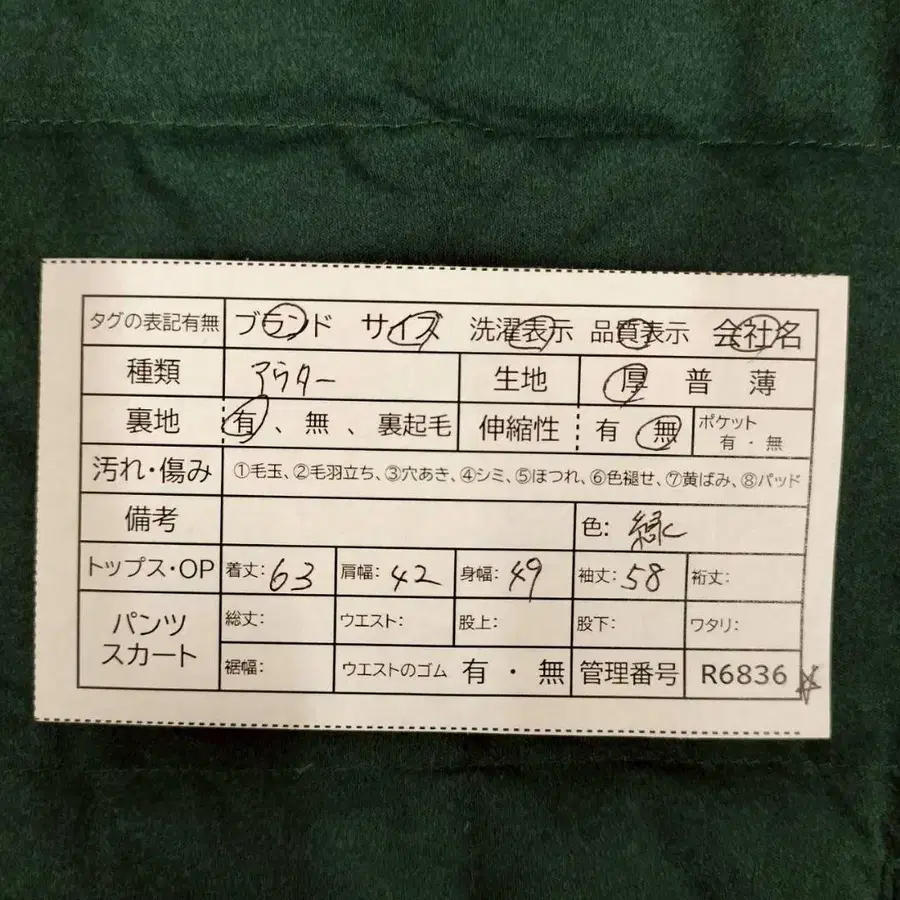 タグの表記有無 ブランド サイズ 洗濯表示 品質表示 会社名
種類 アウター 生地 厚 普 薄
裏地 有、無、裏起毛 伸縮性 有 無 ポケット 有・無
汚れ・傷み ①毛玉、②毛羽立ち、③穴あき、④シミ、⑤ほつれ、⑥色褪せ、⑦黄ばみ、⑧パッド
備考 色: 緑
トップス・OP 着丈:63 肩幅:42 身幅:49 袖丈:58 裄丈:
パンツ スカート 総丈: ウエスト: 股上: 股下: ワタリ:
裾幅: ウエストのゴム 有・無 管理番号 R6836